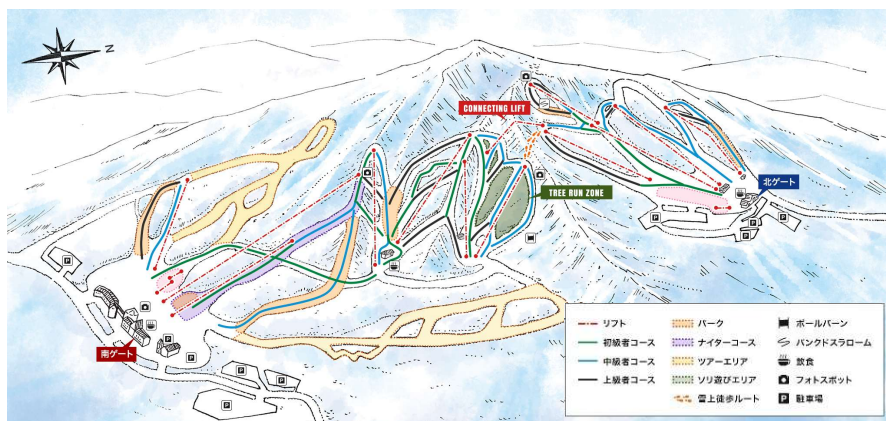 N
CONNECTING LIFT
TREE RUN ZONE
北ゲート
P
P
P
P
P
P
P
P
P
P
P
P
P
南ゲート
リフト
初級者コース
中級者コース
上級者コース
パーク
ナイターコース
ツアーエリア
ソリ遊びエリア
雪上徒歩ルート
ポールバーン
バンクドスラローム
飲食
フォトスポット
P 駐車場